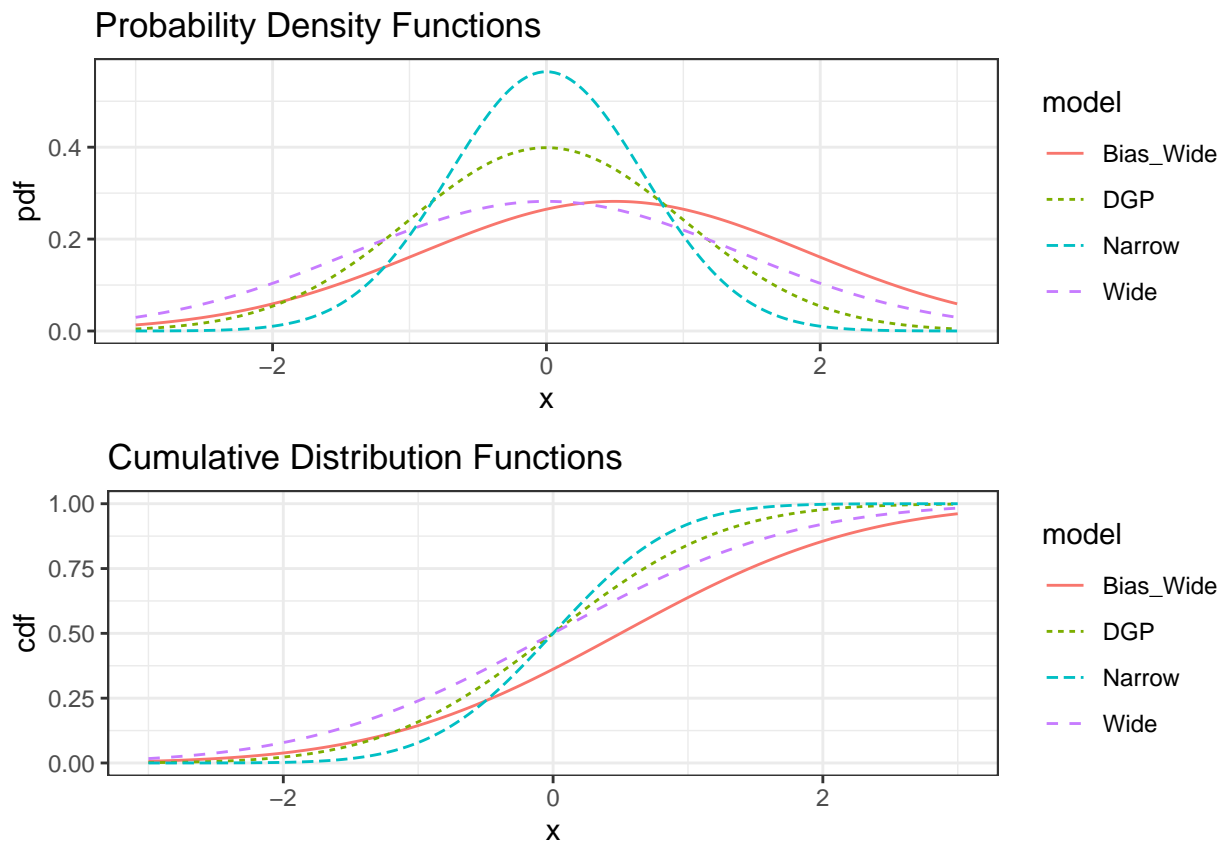 Probability Density Functions
pdf
0.4
0.2
0.0
−2
0
2
x
model
Bias_Wide
DGP
Narrow
Wide
Cumulative Distribution Functions
cdf
1.00
0.75
0.50
0.25
0.00
−2
0
2
x
model
Bias_Wide
DGP
Narrow
Wide